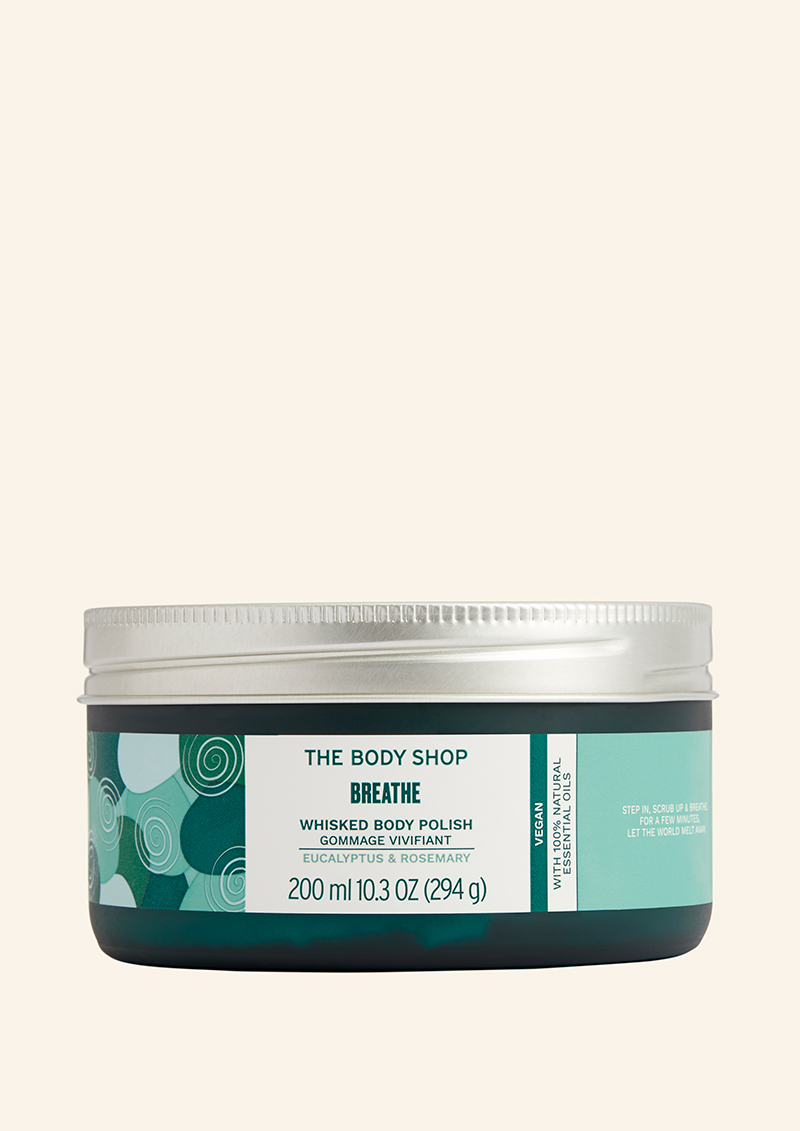 THE BODY SHOP
BREATHE
WHISKED BODY POLISH
GOMMAGE VIVIFIANT
EUCALYPTUS & ROSEMARY
200 ml 10.3 OZ (294 g)
VEGAN
WITH 100% NATURAL
ESSENTIAL OILS
STEP IN, SCRUB UP & BREATHE
FOR A FEW MINUTES,
LET THE WORLD MELT AWAY.